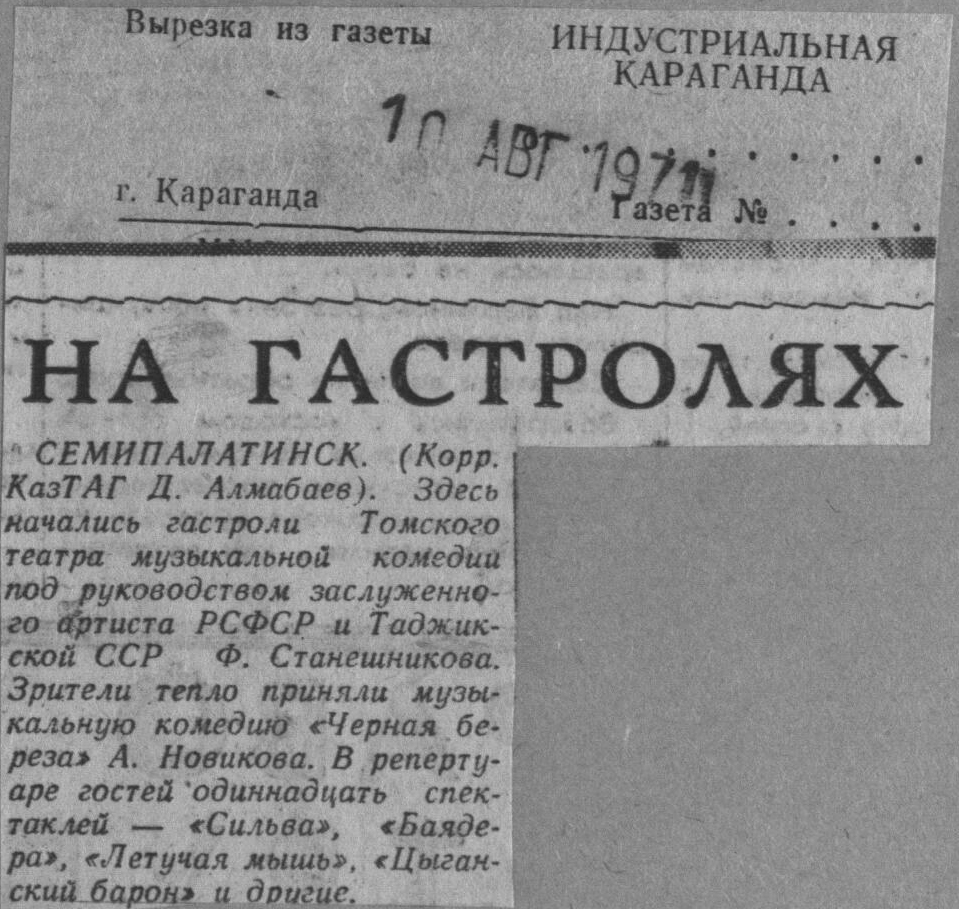 Вырезка из газеты
ИНДУСТРИАЛЬНАЯ
КАРАГАНДА
10 АВГ 1971
г. Караганда
Газета № . . . .
НА ГАСТРОЛЯХ
СЕМИПАЛАТИНСК. (Корр.
КазТАГ Д. Алмабаев). Здесь
начались гастроли Томского
театра музыкальной комедии
под руководством заслуженно-
го артиста РСФСР и Таджик-
ской ССР Ф. Станешникова.
Зрители тепло приняли музы-
кальную комедию «Черная бе-
реза» А. Новикова. В реперту-
аре гостей одиннадцать спек-
таклей — «Сильва», «Баяде-
ра», «Летучая мышь», «Цыган-
ский барон» и другие.